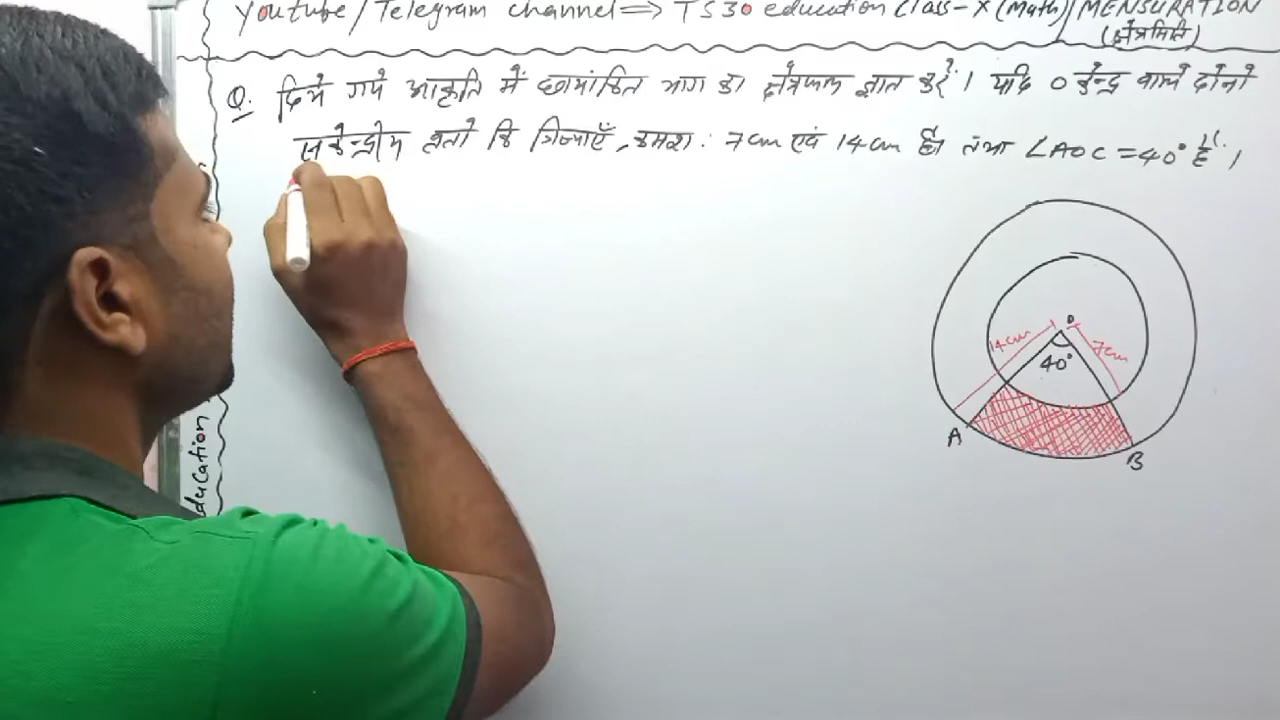 Youtube/Telegram channel ⇒ TS30 education Class-X (Math) / MENSURATION
(क्षेत्रमिति)
Q. दिये गये आकृति में छायांकित भाग का क्षेत्रफल ज्ञात करें। यदि O केन्द्र वाले दोनों
सकेन्द्रीय वृतों कि त्रिज्याएँ, क्रमश: 7cm एवं 14cm है। तथा ∠AOC = 40° है।
O
14cm
7cm
40°
A
B
ducation